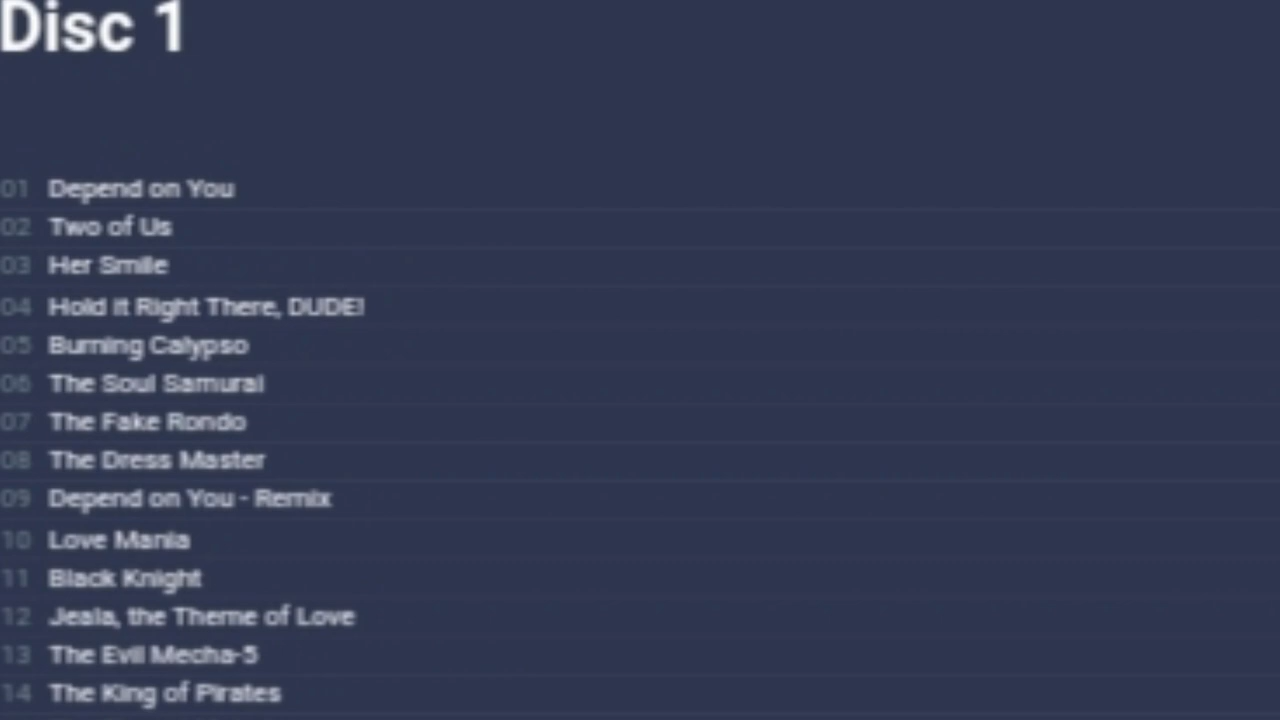 Disc 1
01 Depend on You
02 Two of Us
03 Her Smile
04 Hold it Right There, DUDE!
05 Burning Calypso
06 The Soul Samurai
07 The Fake Rondo
08 The Dress Master
09 Depend on You - Remix
10 Love Mania
11 Black Knight
12 Jeala, the Theme of Love
13 The Evil Mecha-5
14 The King of Pirates